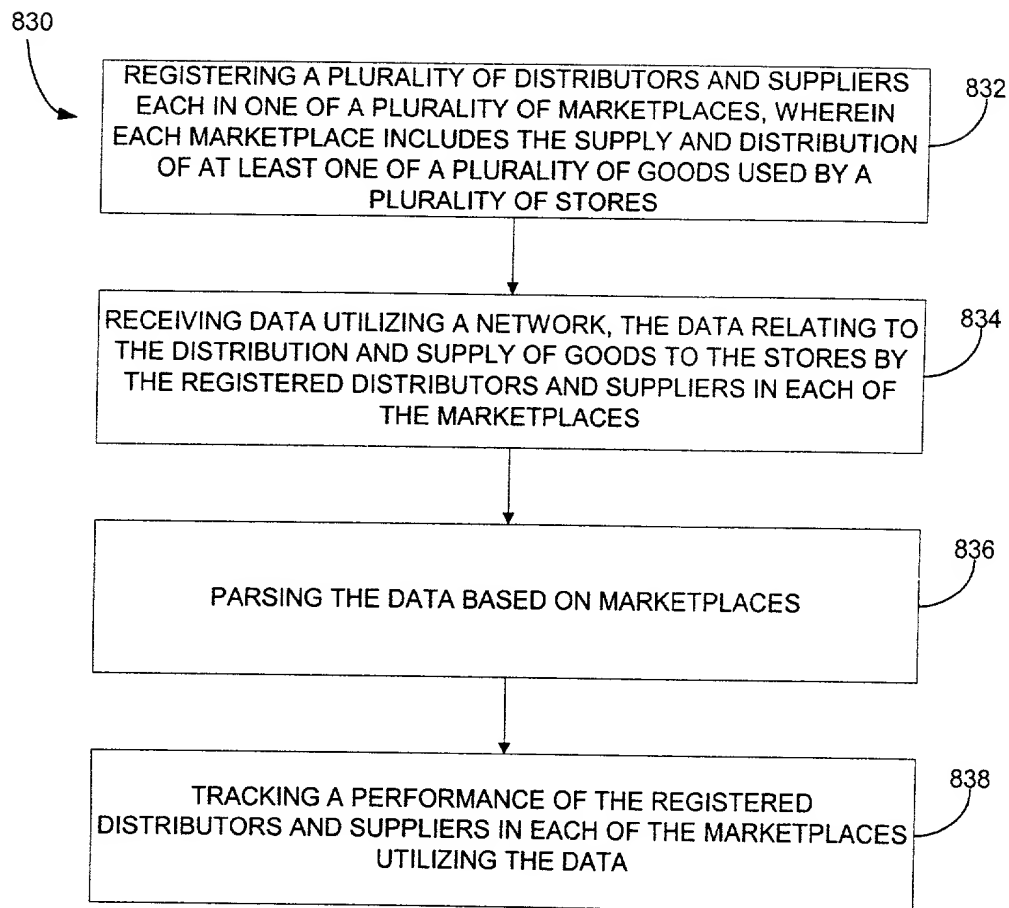 830
REGISTERING A PLURALITY OF DISTRIBUTORS AND SUPPLIERS
EACH IN ONE OF A PLURALITY OF MARKETPLACES, WHEREIN
EACH MARKETPLACE INCLUDES THE SUPPLY AND DISTRIBUTION
OF AT LEAST ONE OF A PLURALITY OF GOODS USED BY A
PLURALITY OF STORES
832
RECEIVING DATA UTILIZING A NETWORK, THE DATA RELATING TO
THE DISTRIBUTION AND SUPPLY OF GOODS TO THE STORES BY
THE REGISTERED DISTRIBUTORS AND SUPPLIERS IN EACH OF
THE MARKETPLACES
834
PARSING THE DATA BASED ON MARKETPLACES
836
TRACKING A PERFORMANCE OF THE REGISTERED
DISTRIBUTORS AND SUPPLIERS IN EACH OF THE MARKETPLACES
UTILIZING THE DATA
838